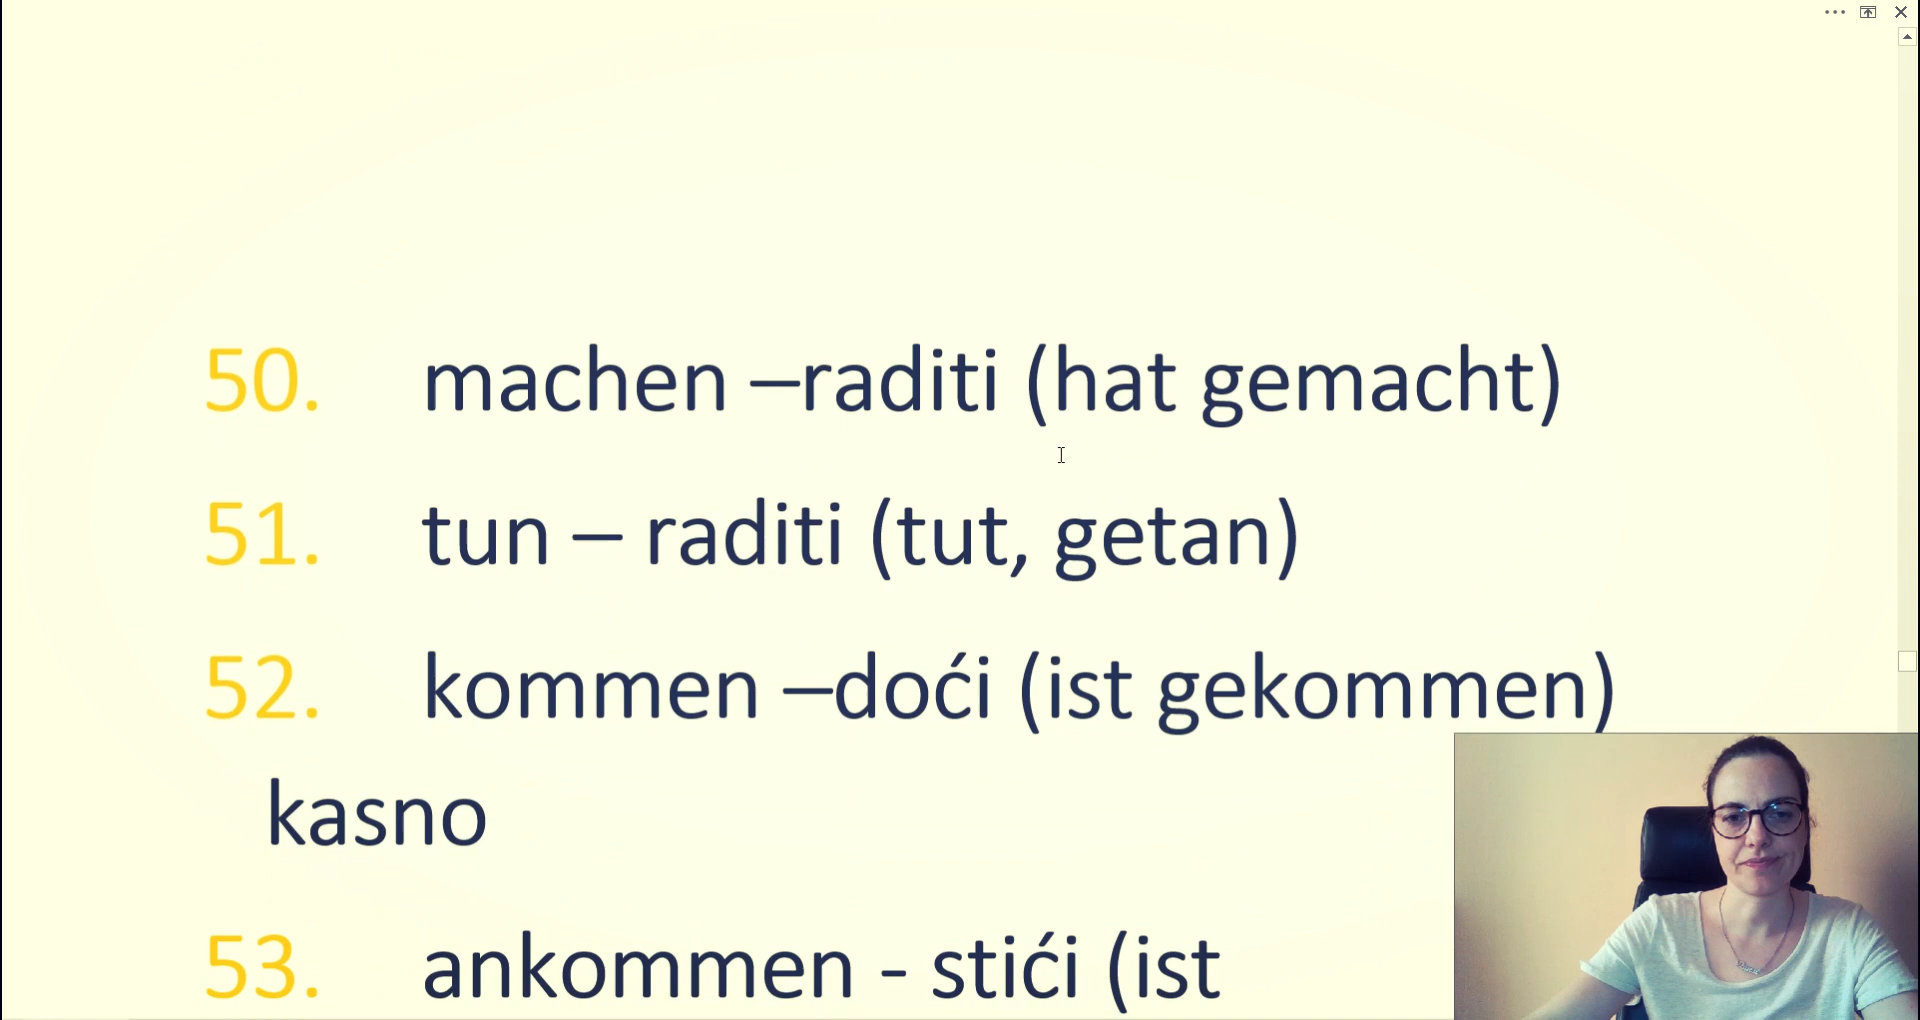 50. machen –raditi (hat gemacht)
51. tun – raditi (tut, getan)
52. kommen –doći (ist gekommen)
kasno
53. ankommen - stići (ist